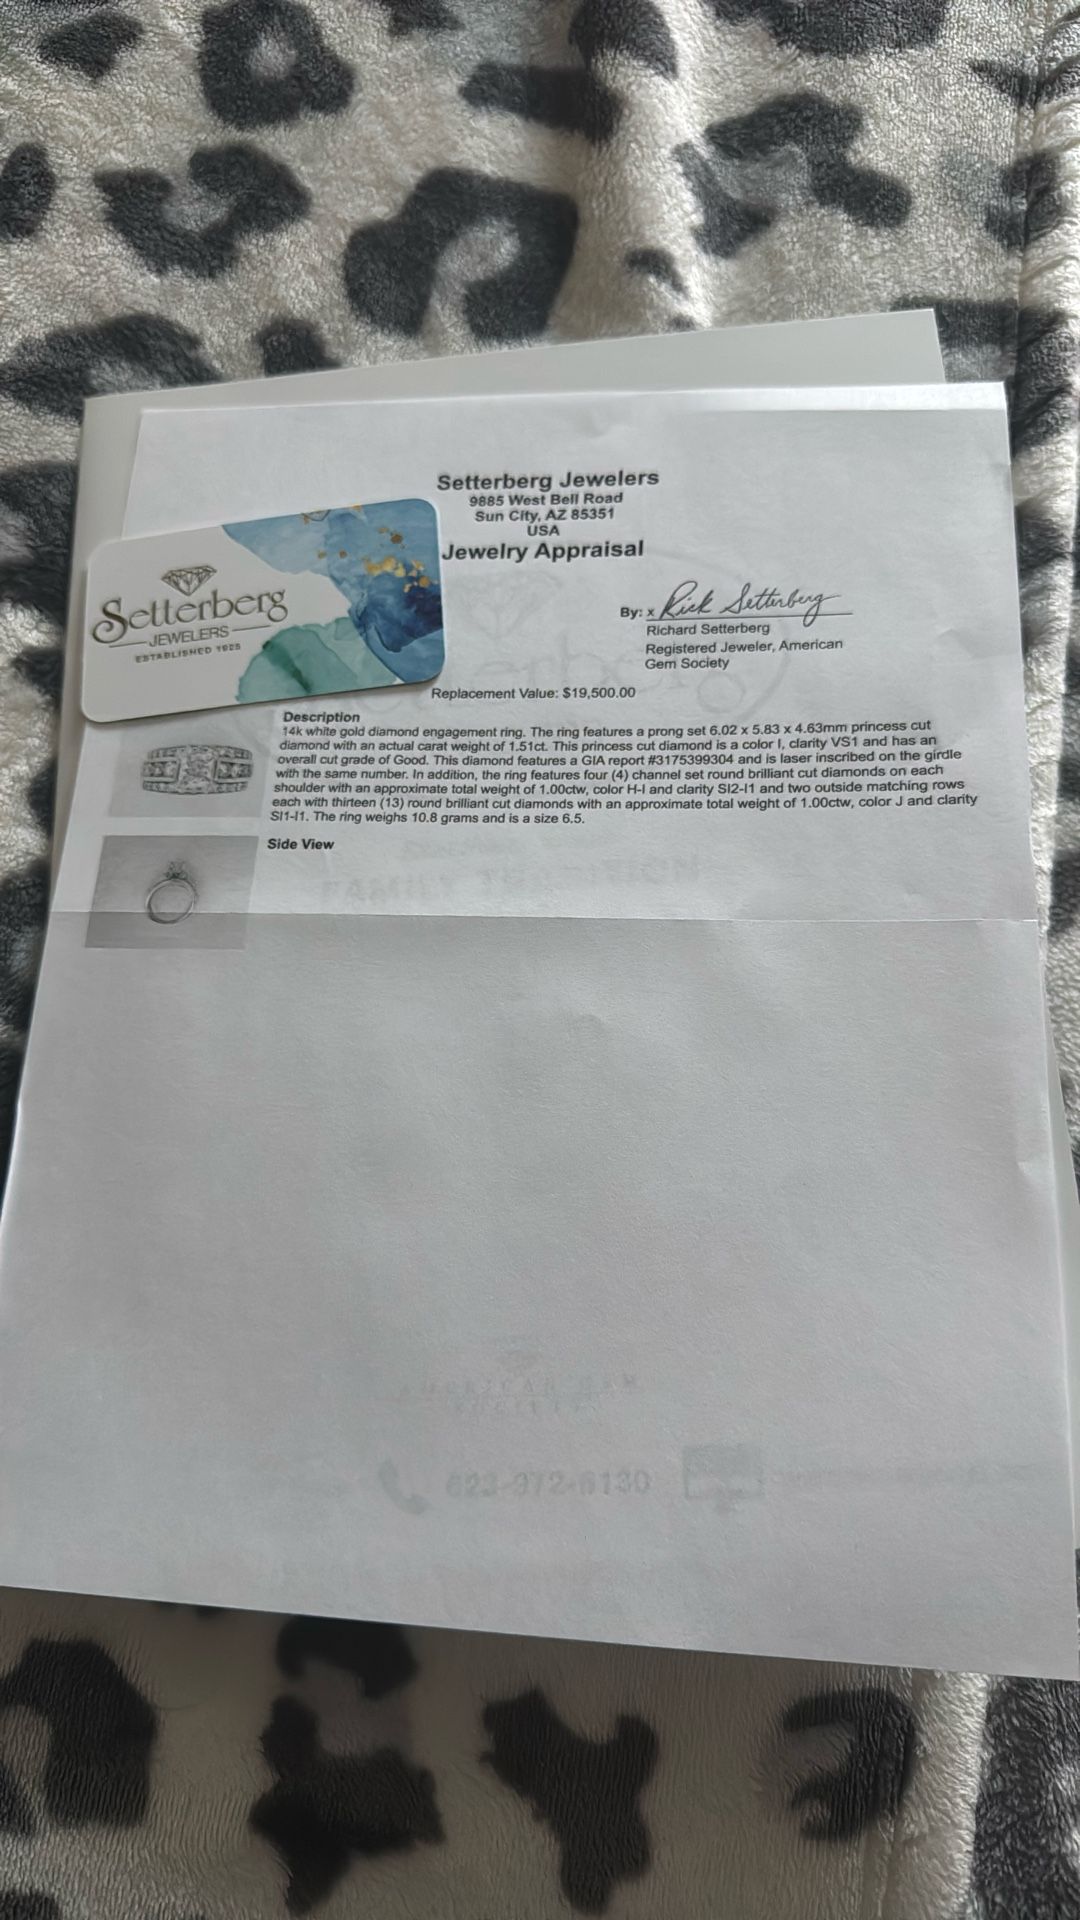 Setterberg Jewelers
9885 West Bell Road
Sun City, AZ 85351
USA
Jewelry Appraisal
Setterberg
JEWELERS
ESTABLISHED 1925
By: x Rick Setterberg
Richard Setterberg
Registered Jeweler, American
Gem Society
Replacement Value: $19,500.00
Description
14k white gold diamond engagement ring. The ring features a prong set 6.02 x 5.83 x 4.63mm princess cut
diamond with an actual carat weight of 1.51ct. This princess cut diamond is a color I, clarity VS1 and has an
overall cut grade of Good. This diamond features a GIA report #3175399304 and is laser inscribed on the girdle
with the same number. In addition, the ring features four (4) channel set round brilliant cut diamonds on each
shoulder with an approximate total weight of 1.00ctw, color H-I and clarity SI2-I1 and two outside matching rows
each with thirteen (13) round brilliant cut diamonds with an approximate total weight of 1.00ctw, color J and clarity
SI1-I1. The ring weighs 10.8 grams and is a size 6.5.
Side View
AMERICAN GEM
SOCIETY
623-972-6130